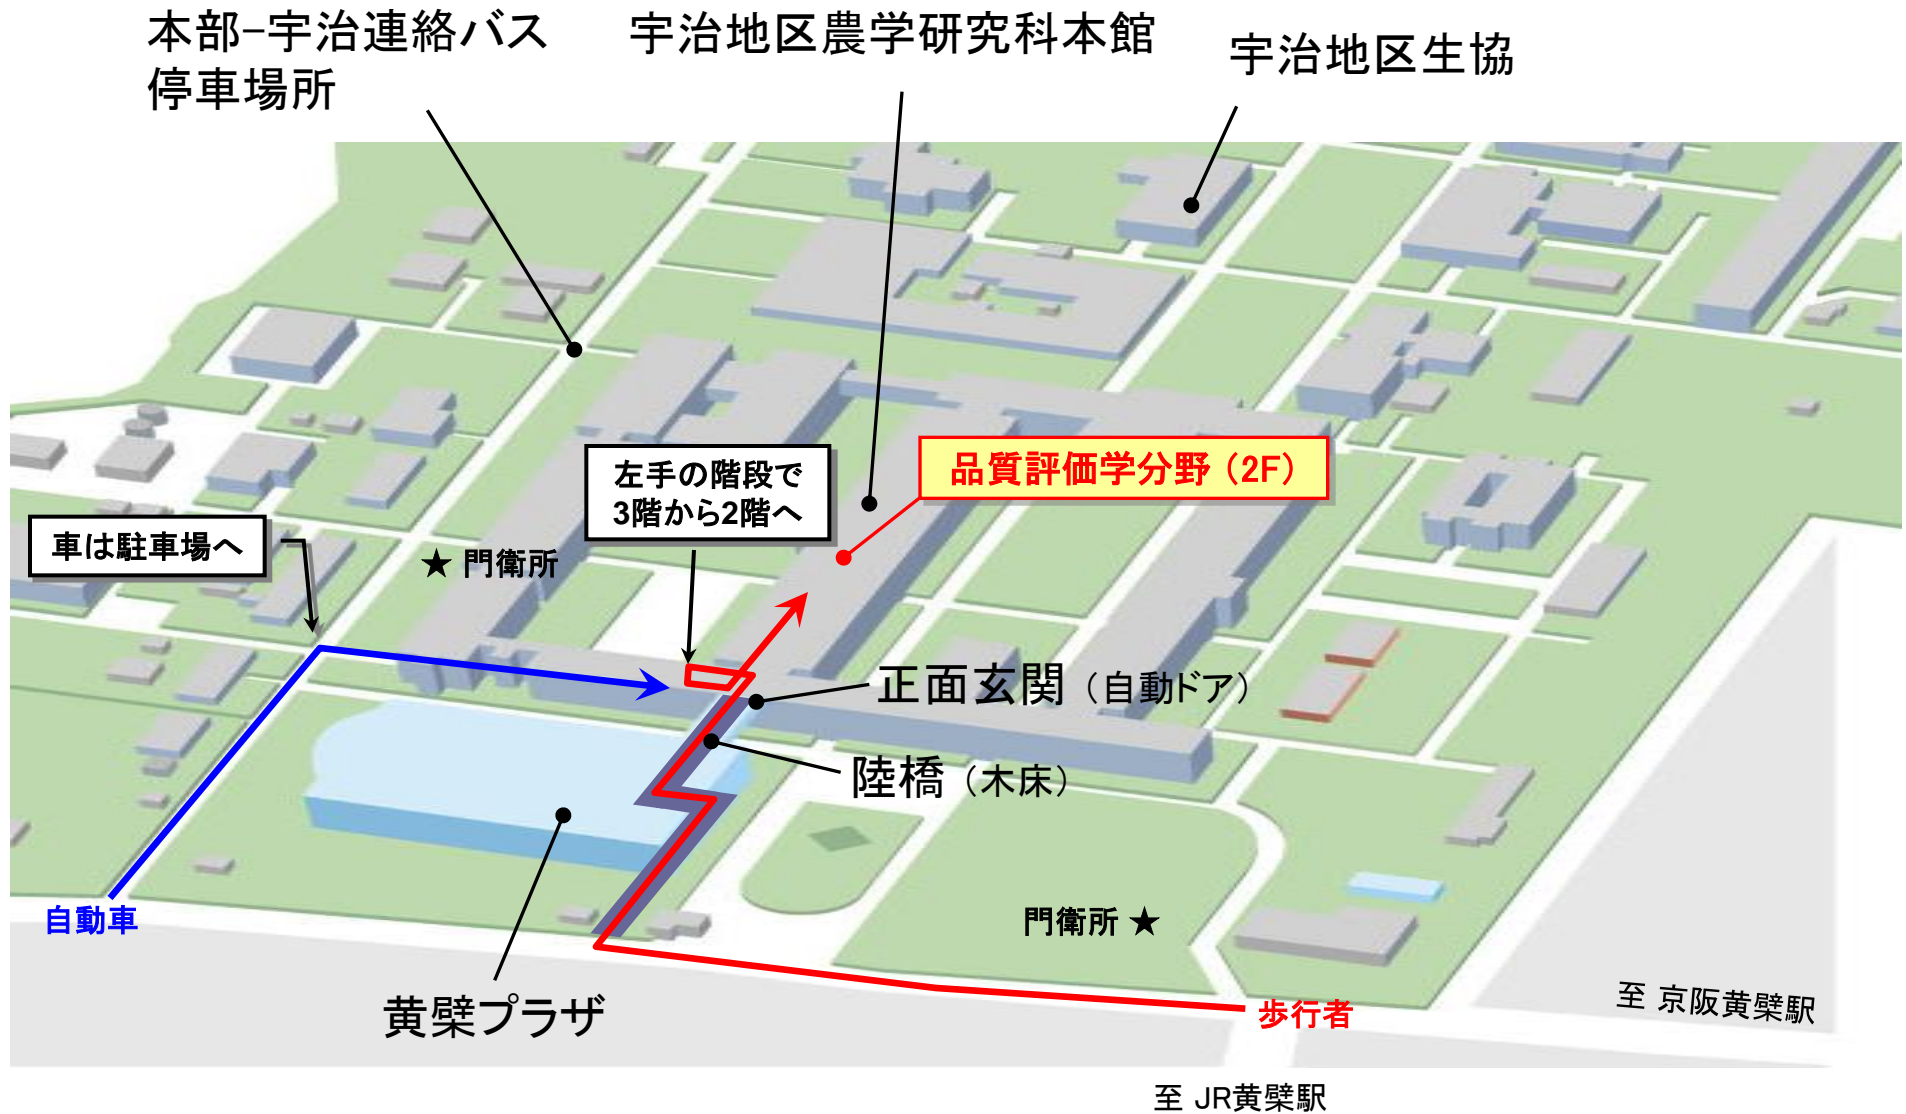 本部-宇治連絡バス
停車場所
宇治地区農学研究科本館
宇治地区生協
左手の階段で
3階から2階へ
品質評価学分野（2F）
車は駐車場へ
★ 門衛所
正面玄関（自動ドア）
陸橋（木床）
自動車
門衛所 ★
黄檗プラザ
歩行者
至 京阪黄檗駅
至 JR黄檗駅